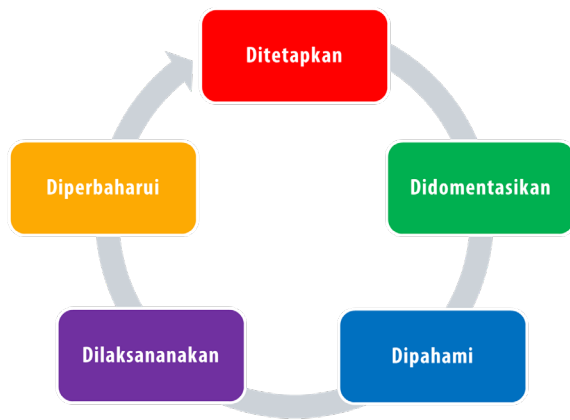 Ditetapkan
Didomentasikan
Dipahami
Dilaksananakan
Diperbaharui